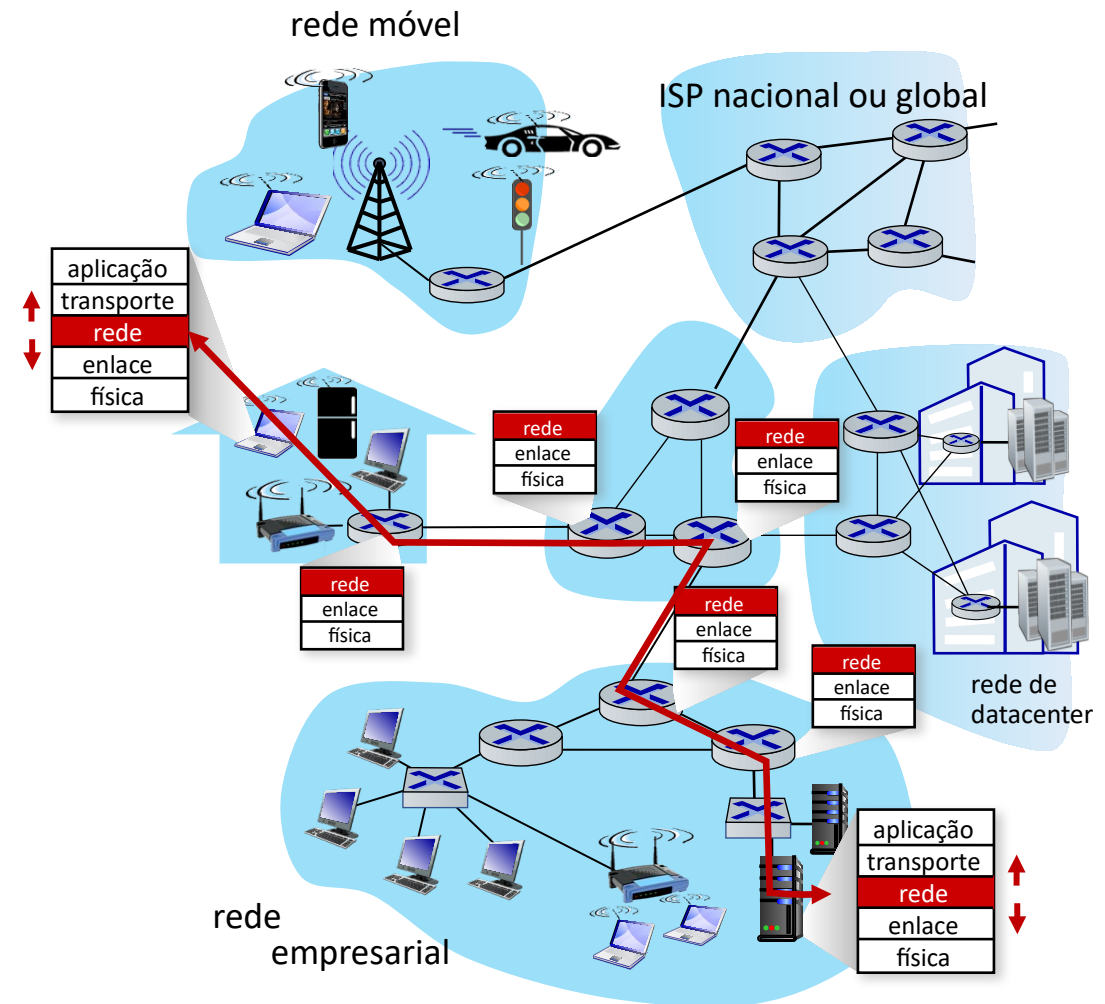 rede móvel
ISP nacional ou global
aplicação
transporte
rede
enlace
física
rede
enlace
física
rede
enlace
física
rede
enlace
física
rede
enlace
física
rede
enlace
física
rede de
datacenter
aplicação
transporte
rede
enlace
física
rede
empresarial